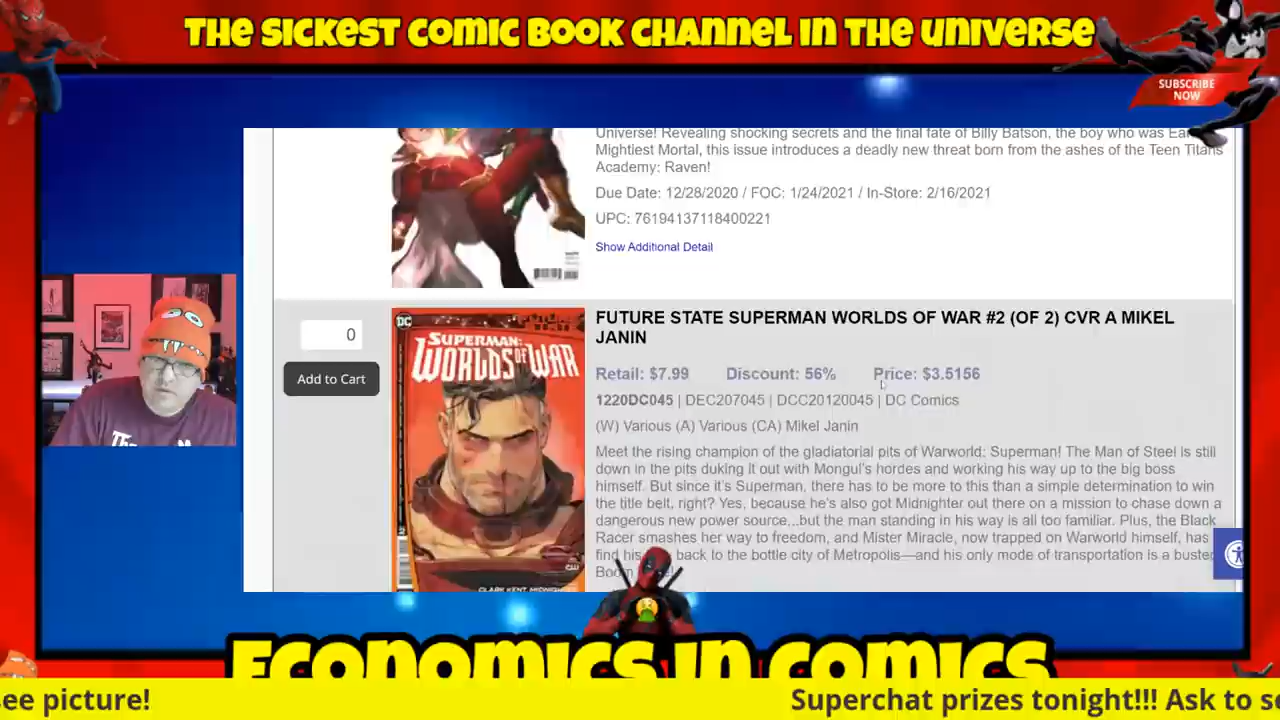 THE SICKEST COMIC BOOK CHANNEL IN THE UNIVERSE
SUBSCRIBE
NOW
Universe! Revealing shocking secrets and the final fate of Billy Batson, the boy who was
Mightiest Mortal, this issue introduces a deadly new threat born from the ashes of the Teen Titans
Academy: Raven!
Due Date: 12/28/2020 / FOC: 1/24/2021 / In-Store: 2/16/2021
UPC: 76194137118400221
Show Additional Detail
0
Add to Cart
DC
SUPERMAN:
WORLDS OF WAR
FUTURE STATE SUPERMAN WORLDS OF WAR #2 (OF 2) CVR A MIKEL
JANIN
Retail: $7.99 Discount: 56% Price: $3.5156
1220DC045 | DEC207045 | DCC20120045 | DC Comics
(W) Various (A) Various (CA) Mikel Janin
Meet the rising champion of the gladiatorial pits of Warworld: Superman! The Man of Steel is still
down in the pits duking it out with Mongul's hordes and working his way up to the big boss
himself. But since it's Superman, there has to be more to this than a simple determination to win
the title belt, right? Yes, because he's also got Midnighter out there on a mission to chase down a
dangerous new power source...but the man standing in his way is all too familiar. Plus, the Black
Racer smashes her way to freedom, and Mister Miracle, now trapped on Warworld himself, has
find his back to the bottle city of Metropolis—and his only mode of transportation is a busted
ECONOMICS IN COMICS
ee picture! Superchat prizes tonight!!! Ask to se